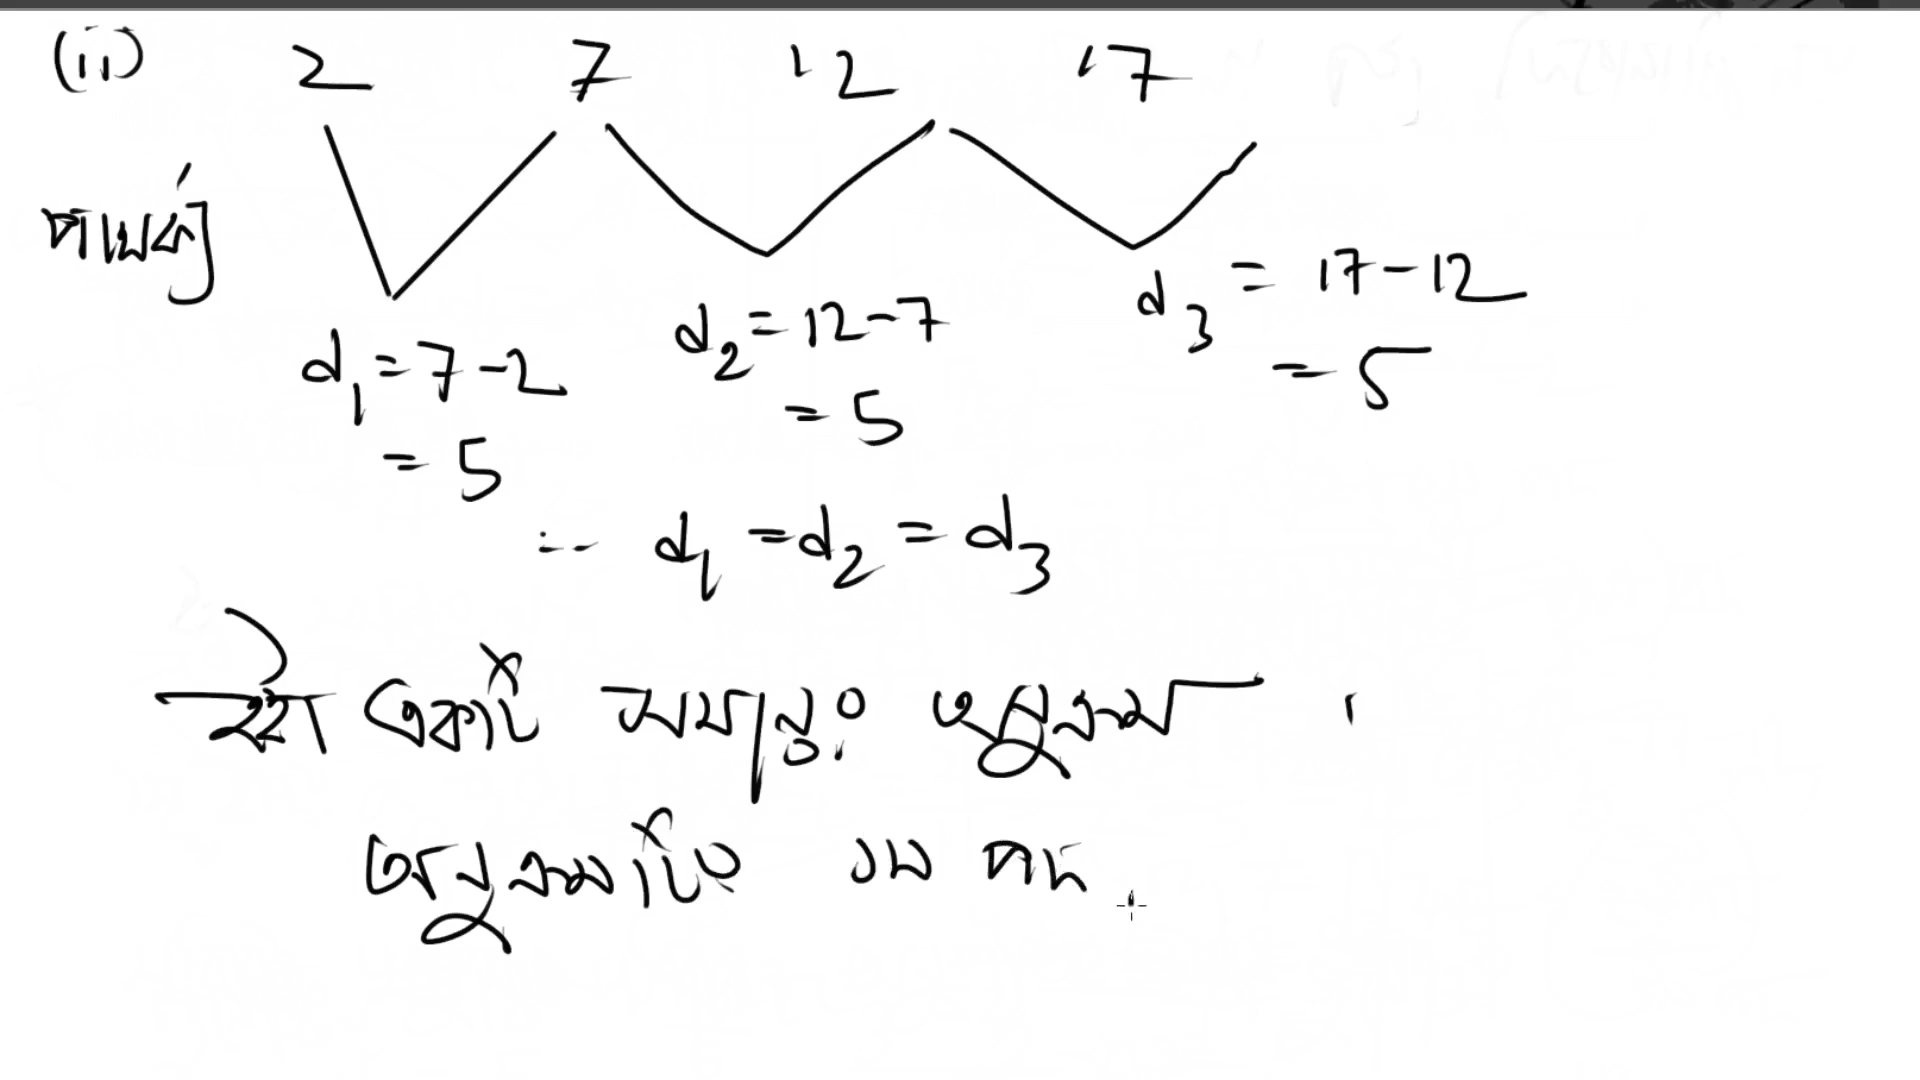 (ii) 2 7 12 17
পার্থক্য
d₁ = 7-2
= 5
d₂ = 12-7
= 5
d₃ = 17-12
= 5
∴ d₁ = d₂ = d₃
ইহা একটি সমান্তর অনুক্রম ।
অনুক্রমটির ১ম পদ